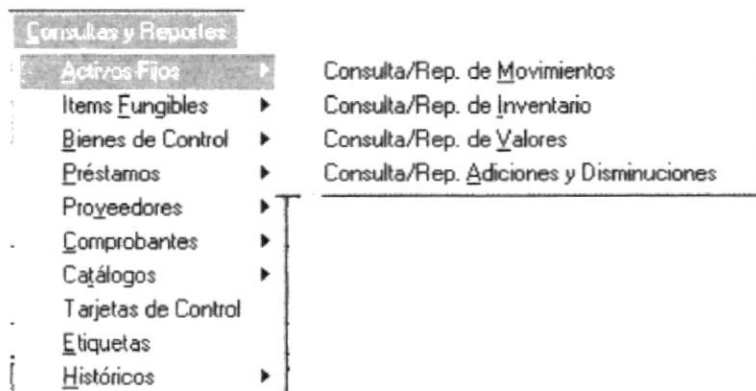 Consultas y Reportes
Activos Fijos
Consulta/Rep. de Movimientos
Items Fungibles
Consulta/Rep. de Inventario
Bienes de Control
Consulta/Rep. de Valores
Préstamos
Consulta/Rep. Adiciones y Disminuciones
Proveedores
Comprobantes
Catálogos
Tarjetas de Control
Etiquetas
Históricos